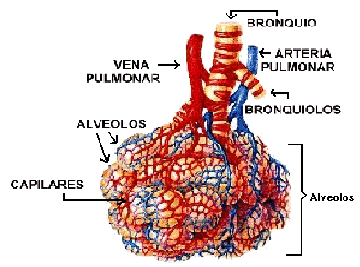 BRONQUIO
VENA
PULMONAR
ARTERIA
PULMONAR
BRONQUIOLOS
ALVEOLOS
CAPILARES
Alveolos